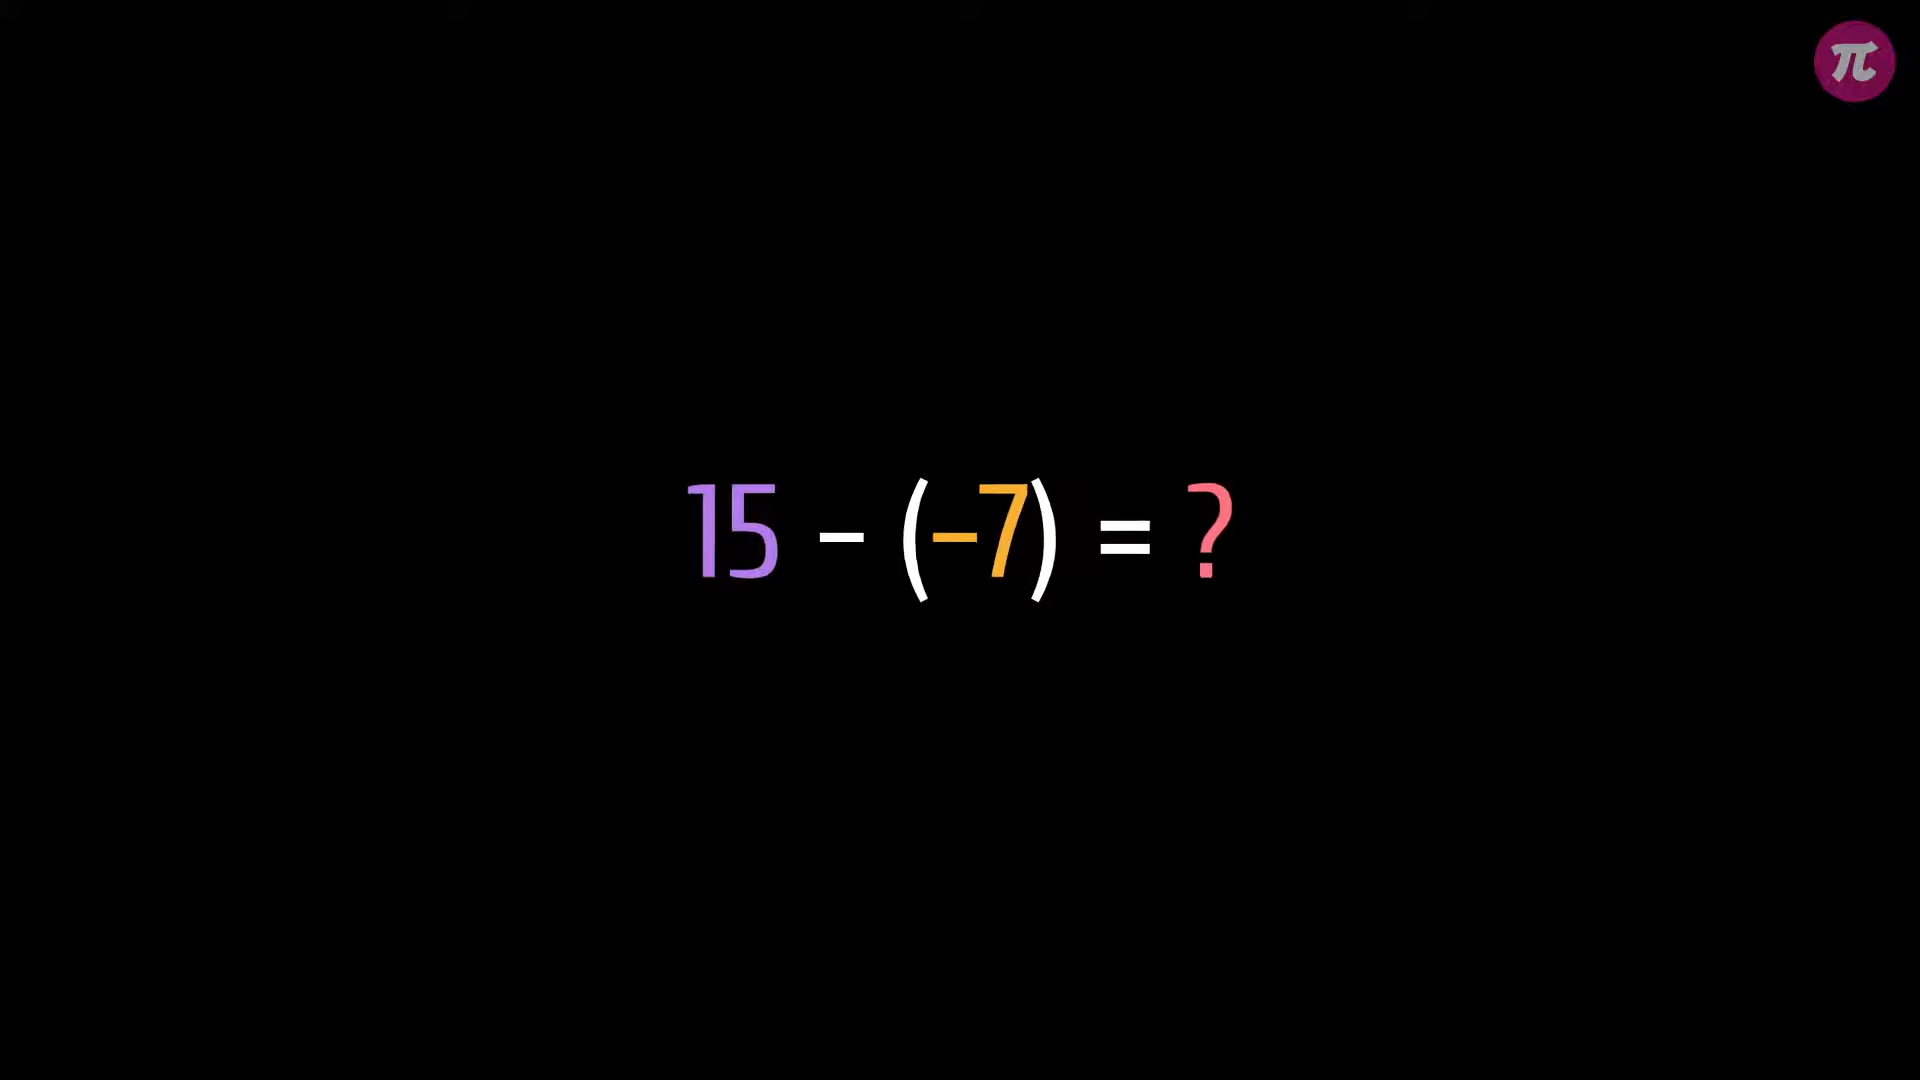 π
15 – (–7) = ?